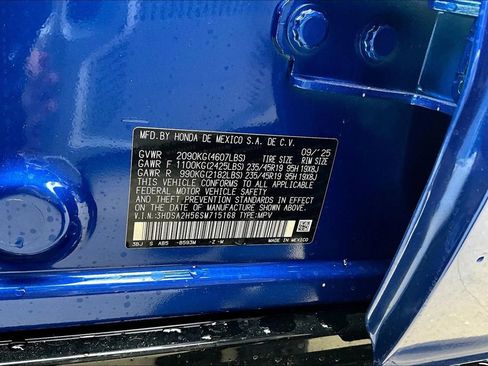 MFD.BY HONDA DE MEXICO S.A. DE C.V.
09/'25
GVWR 2090KG(4607LBS) TIRE SIZE RIM SIZE
GAWR F 1100KG(2425LBS) 235/45R19 95H 19X8J
GAWR R 990KG(2182LBS) 235/45R19 95H 19X8J
THIS VEHICLE CONFORMS TO ALL APPLICABLE
FEDERAL MOTOR VEHICLE SAFETY
AND THEFT PREVENTION STANDARDS
IN EFFECT ON THE DATE
OF MANUFACTURE SHOWN ABOVE.
V.I.N.:3HDSA2H56SM715168 TYPE:MPV
3BJ S AB5 -B593M -Z -M MADE IN MEXICO